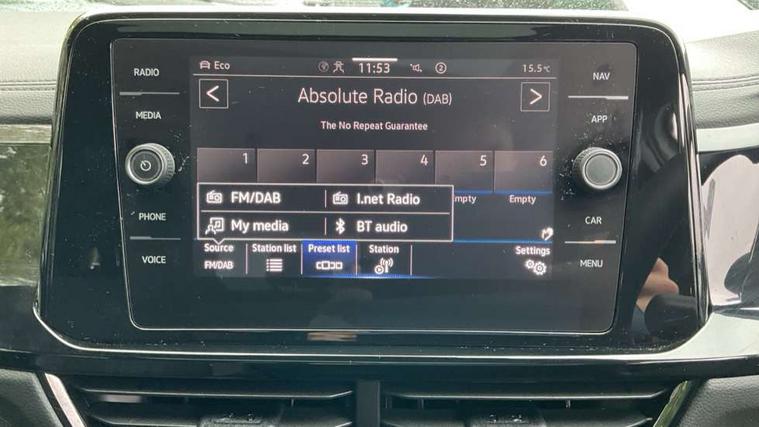 RADIO
MEDIA
PHONE
VOICE
Eco 11:53 2 15.5°C
Absolute Radio (DAB)
The No Repeat Guarantee
1 2 3 4 5 6
mpty Empty
FM/DAB I.net Radio
My media BT audio
Source Station list Preset list Station Settings
FM/DAB
NAV
APP
CAR
MENU